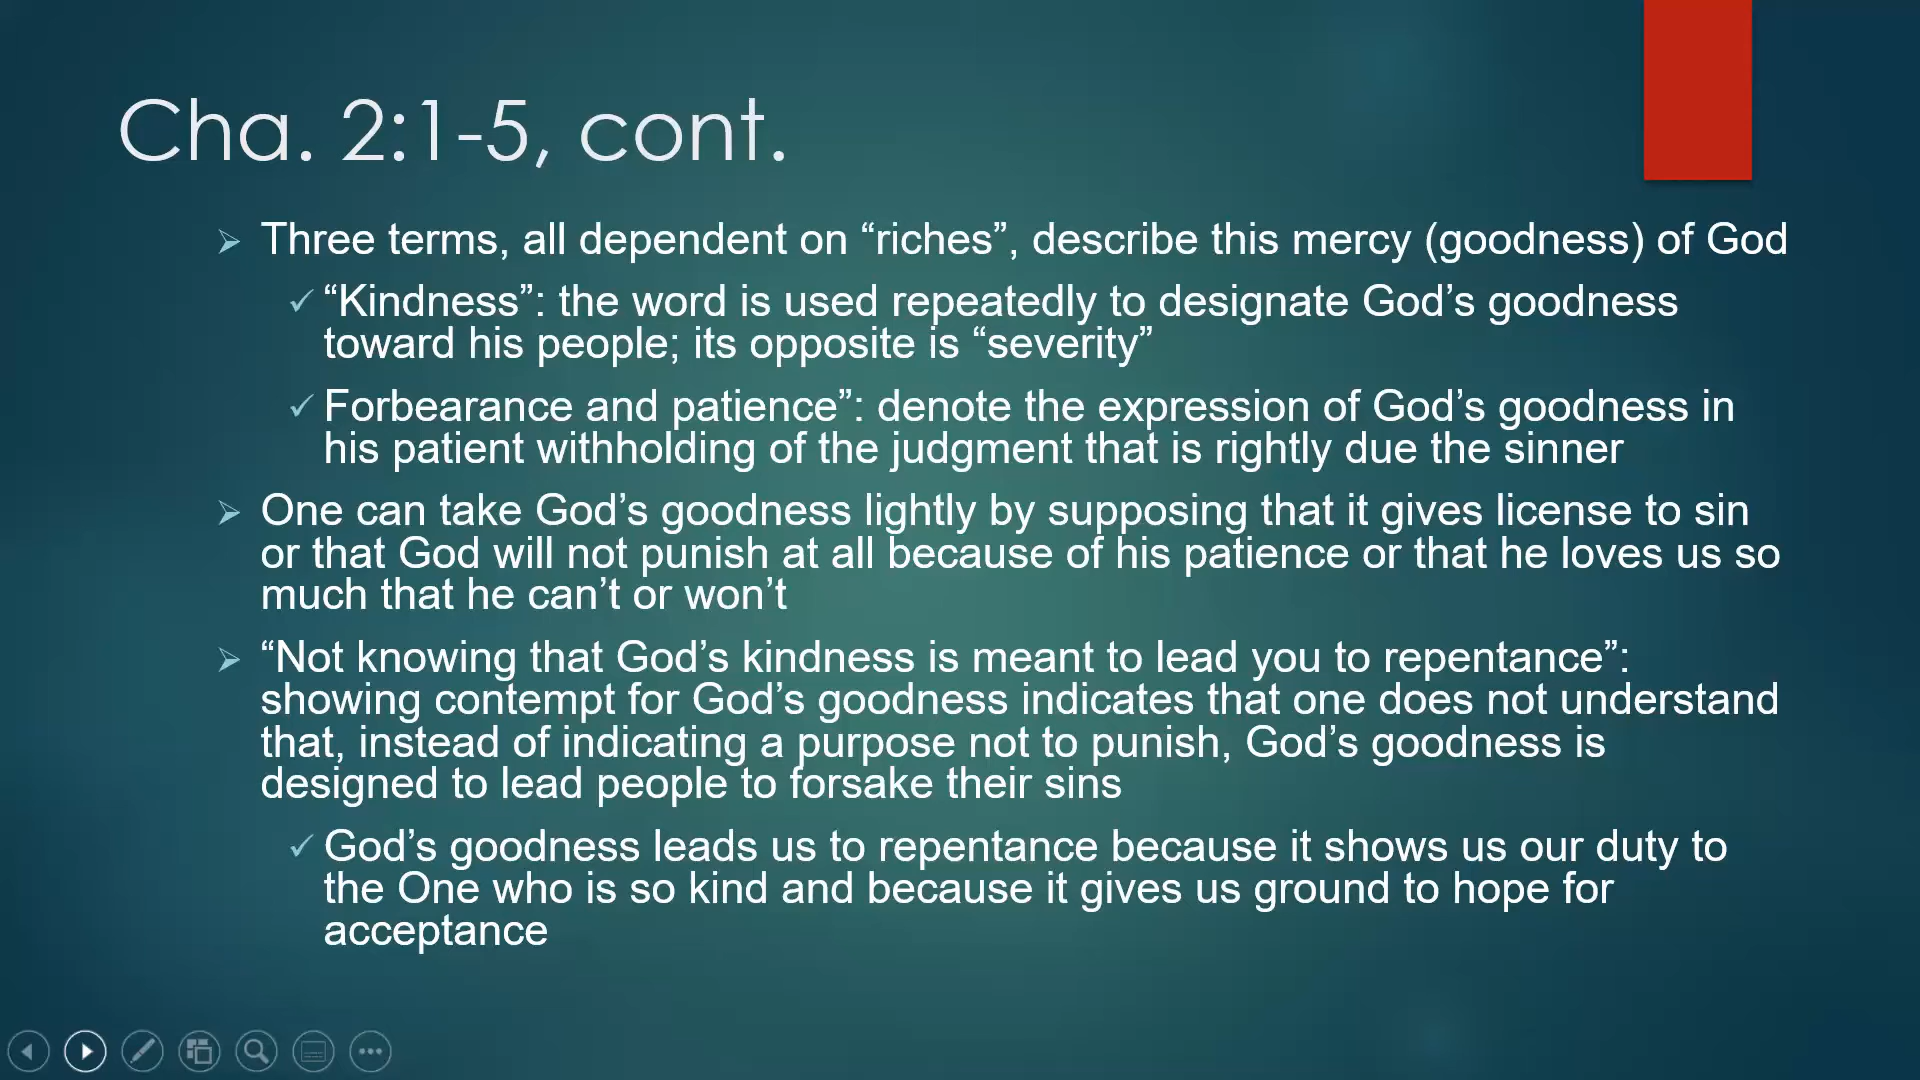 Cha. 2:1-5, cont.
Three terms, all dependent on “riches”, describe this mercy (goodness) of God
“Kindness”: the word is used repeatedly to designate God’s goodness
toward his people; its opposite is “severity”
Forbearance and patience”: denote the expression of God’s goodness in
his patient withholding of the judgment that is rightly due the sinner
One can take God’s goodness lightly by supposing that it gives license to sin
or that God will not punish at all because of his patience or that he loves us so
much that he can’t or won’t
“Not knowing that God’s kindness is meant to lead you to repentance”:
showing contempt for God’s goodness indicates that one does not understand
that, instead of indicating a purpose not to punish, God’s goodness is
designed to lead people to forsake their sins
God’s goodness leads us to repentance because it shows us our duty to
the One who is so kind and because it gives us ground to hope for
acceptance